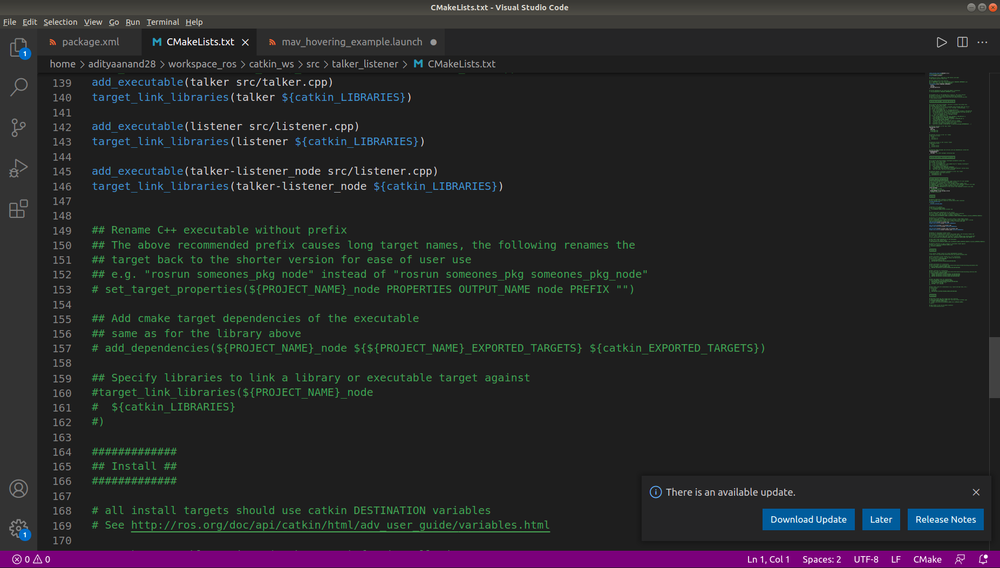 CMakeLists.txt - Visual Studio Code
File Edit Selection View Go Run Terminal Help
package.xml CMakeLists.txt mav_hovering_example.launch
home > adityaanand28 > workspace_ros > catkin_ws > src > talker_listener > CMakeLists.txt
139 add_executable(talker src/talker.cpp)
140 target_link_libraries(talker ${catkin_LIBRARIES})
141
142 add_executable(listener src/listener.cpp)
143 target_link_libraries(listener ${catkin_LIBRARIES})
144
145 add_executable(talker-listener_node src/listener.cpp)
146 target_link_libraries(talker-listener_node ${catkin_LIBRARIES})
147
148
149 ## Rename C++ executable without prefix
150 ## The above recommended prefix causes long target names, the following renames the
151 ## target back to the shorter version for ease of user use
152 ## e.g. "rosrun someones_pkg node" instead of "rosrun someones_pkg someones_pkg_node"
153 # set_target_properties(${PROJECT_NAME}_node PROPERTIES OUTPUT_NAME node PREFIX "")
154
155 ## Add cmake target dependencies of the executable
156 ## same as for the library above
157 # add_dependencies(${PROJECT_NAME}_node ${${PROJECT_NAME}_EXPORTED_TARGETS} ${catkin_EXPORTED_TARGETS})
158
159 ## Specify libraries to link a library or executable target against
160 #target_link_libraries(${PROJECT_NAME}_node
161 #  ${catkin_LIBRARIES}
162 #)
163
164 #############
165 ## Install ##
166 #############
167
168 # all install targets should use catkin DESTINATION variables
169 # See http://ros.org/doc/api/catkin/html/adv_user_guide/variables.html
170
1
1
There is an available update.
Download Update Later Release Notes
0 0 Ln 1, Col 1 Spaces: 2 UTF-8 LF CMake